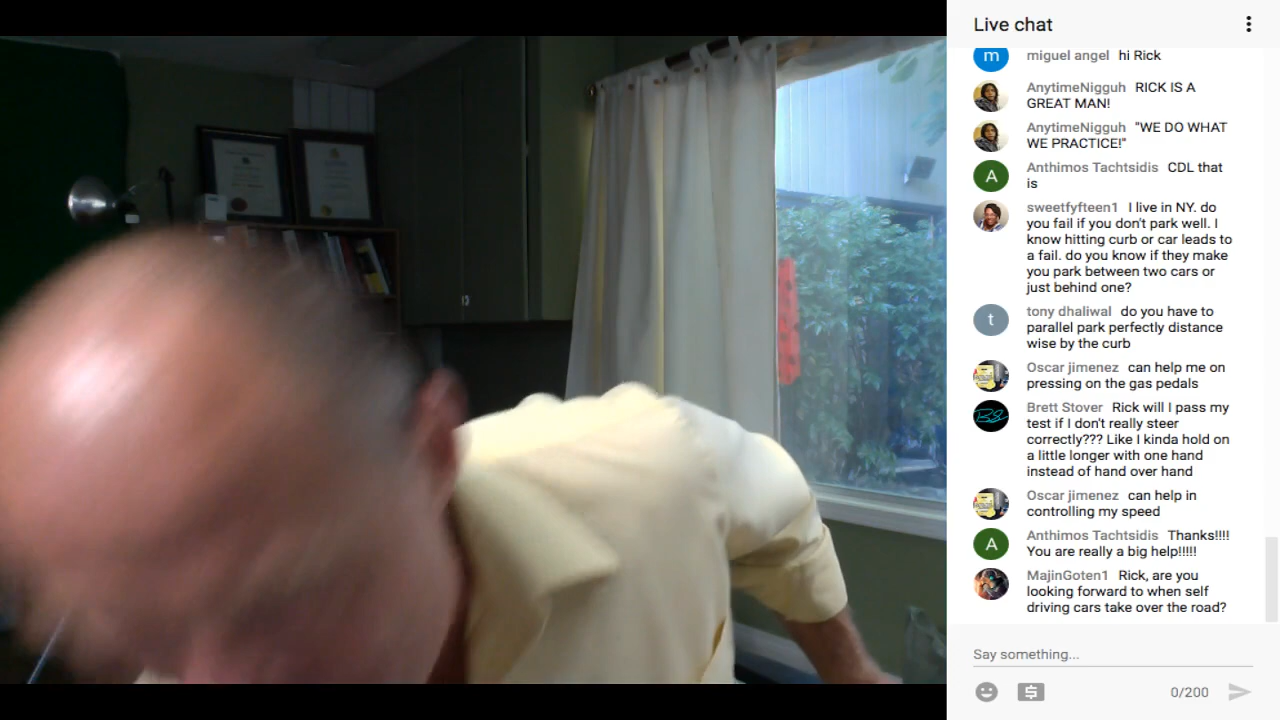 Live chat
m miguel angel hi Rick
AnytimeNigguh RICK IS A
GREAT MAN!
AnytimeNigguh "WE DO WHAT
WE PRACTICE!"
A Anthimos Tachtsidis CDL that
is
sweetfyfteen1 I live in NY. do
you fail if you don't park well. I
know hitting curb or car leads to
a fail. do you know if they make
you park between two cars or
just behind one?
t tony dhaliwal do you have to
parallel park perfectly distance
wise by the curb
Oscar jimenez can help me on
pressing on the gas pedals
Brett Stover Rick will I pass my
test if I don't really steer
correctly??? Like I kinda hold on
a little longer with one hand
instead of hand over hand
Oscar jimenez can help in
controlling my speed
A Anthimos Tachtsidis Thanks!!!!
You are really a big help!!!!!
MajinGoten1 Rick, are you
looking forward to when self
driving cars take over the road?
Say something...
0/200